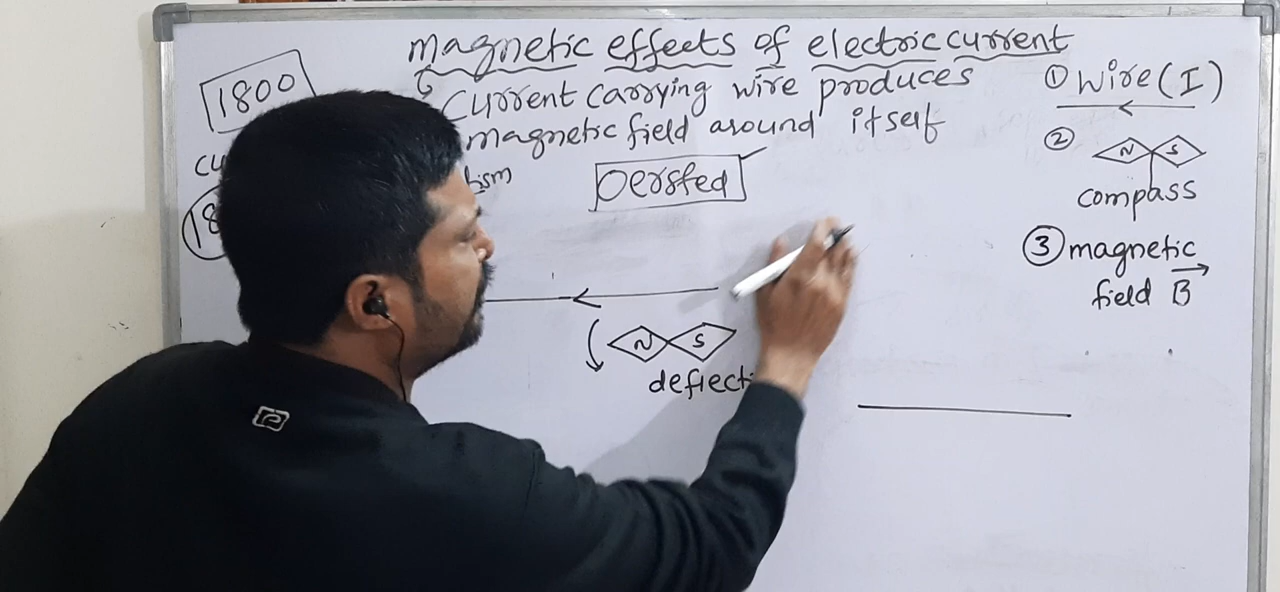 magnetic effects of electric current
1800
Current carrying wire produces
magnetic field around itself
Oersted
N S
① Wire (I)
②
N S
compass
③ magnetic
field B